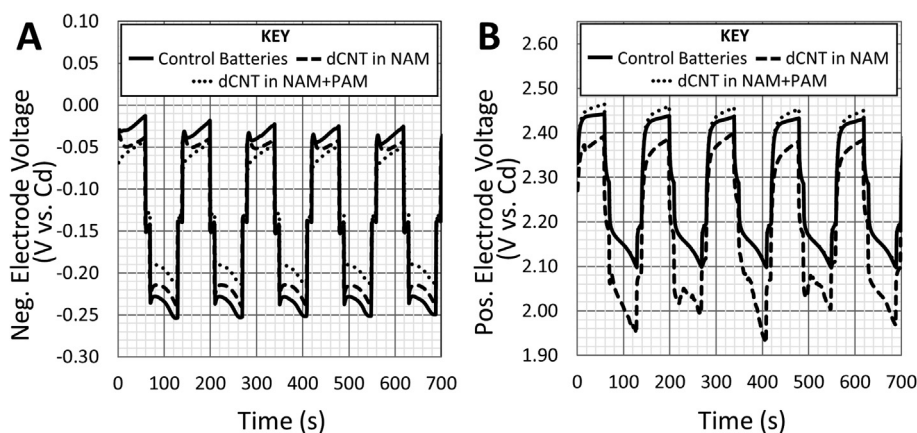 A
Neg. Electrode Voltage
(V vs. Cd)
0.10
0.05
0.00
-0.05
-0.10
-0.15
-0.20
-0.25
-0.30
KEY
Control Batteries dCNT in NAM
dCNT in NAM+PAM
0 100 200 300 400 500 600 700
Time (s)
B
Pos. Electrode Voltage
(V vs. Cd)
2.60
2.50
2.40
2.30
2.20
2.10
2.00
1.90
KEY
Control Batteries dCNT in NAM
dCNT in NAM+PAM
0 100 200 300 400 500 600 700
Time (s)